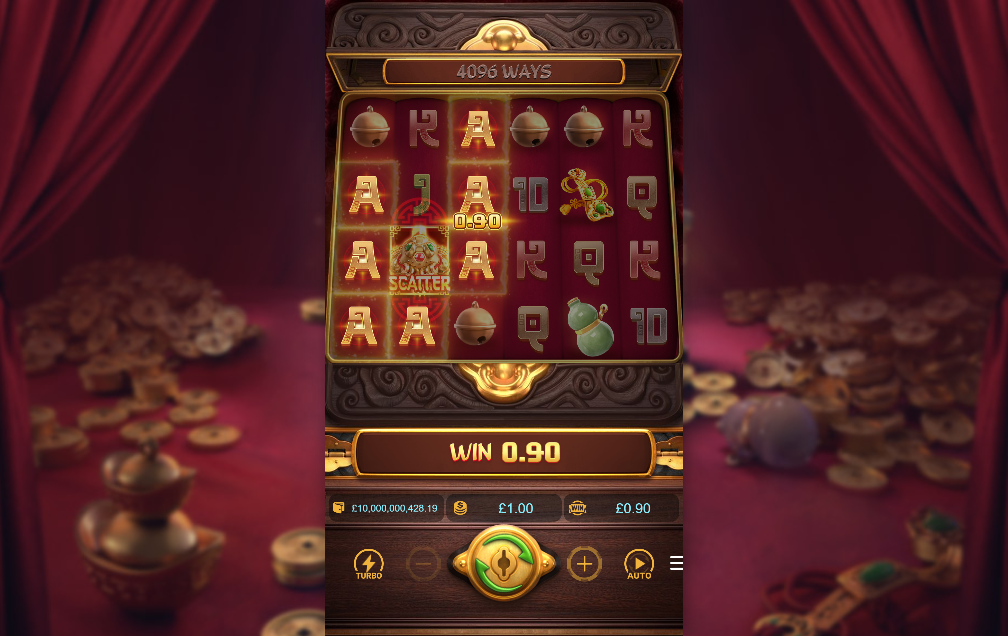 4096 WAYS
K A K
A J A 10 Q
0.90
A A K Q K
SCATTER
A A Q 10
WIN 0.90
£10,000,000,428.19 £1.00 WIN £0.90
TURBO AUTO